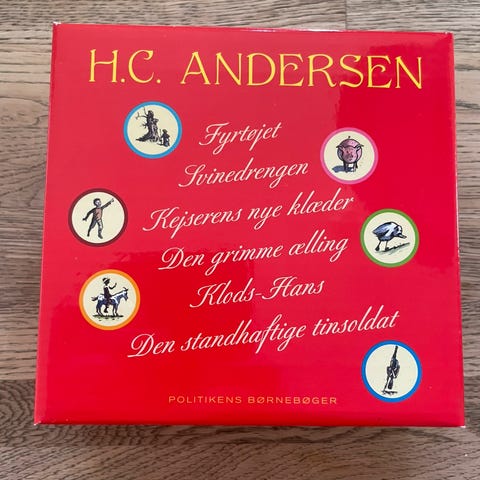 H.C. ANDERSEN
Fyrtøjet
Svinedrengen
Kejserens nye klæder
Den grimme ælling
Klods-Hans
Den standhaftige tinsoldat
POLITIKENS BØRNEBØGER